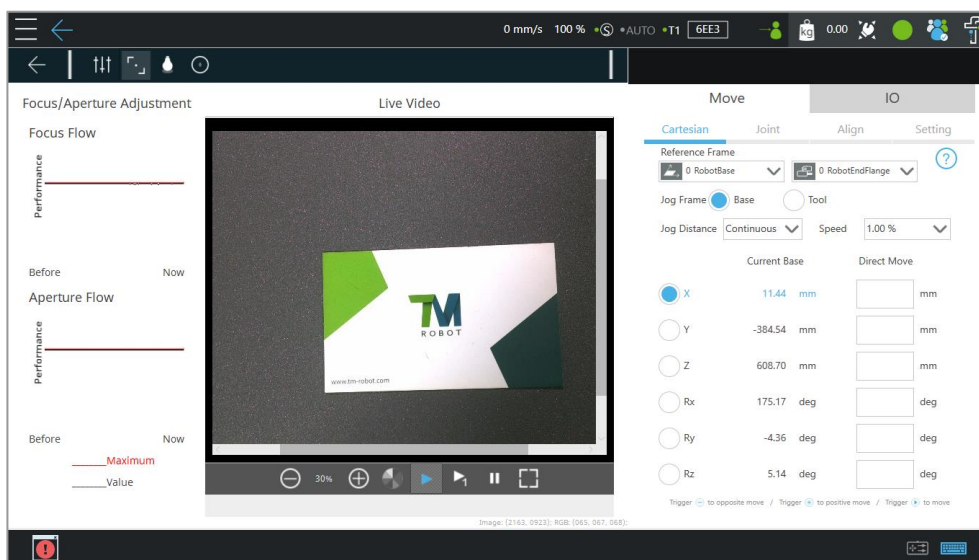 0 mm/s 100 % S AUTO T1 6EE3 kg 0.00
Focus/Aperture Adjustment
Live Video
Move IO
Focus Flow
Cartesian Joint Align Setting
Reference Frame
0 RobotBase 0 RobotEndFlange ?
Performance
Jog Frame Base Tool
Jog Distance Continuous Speed 1.00 %
Before Now
Current Base Direct Move
Aperture Flow
X 11.44 mm mm
Performance
TM
ROBOT
Y -384.54 mm mm
Z 608.70 mm mm
www.tm-robot.com
Rx 175.17 deg deg
Before Now
Ry -4.36 deg deg
Maximum
Value
30% 1
Rz 5.14 deg deg
Trigger - to opposite move / Trigger + to positive move / Trigger to move
Image: (2163, 0923); RGB: (065, 067, 068);